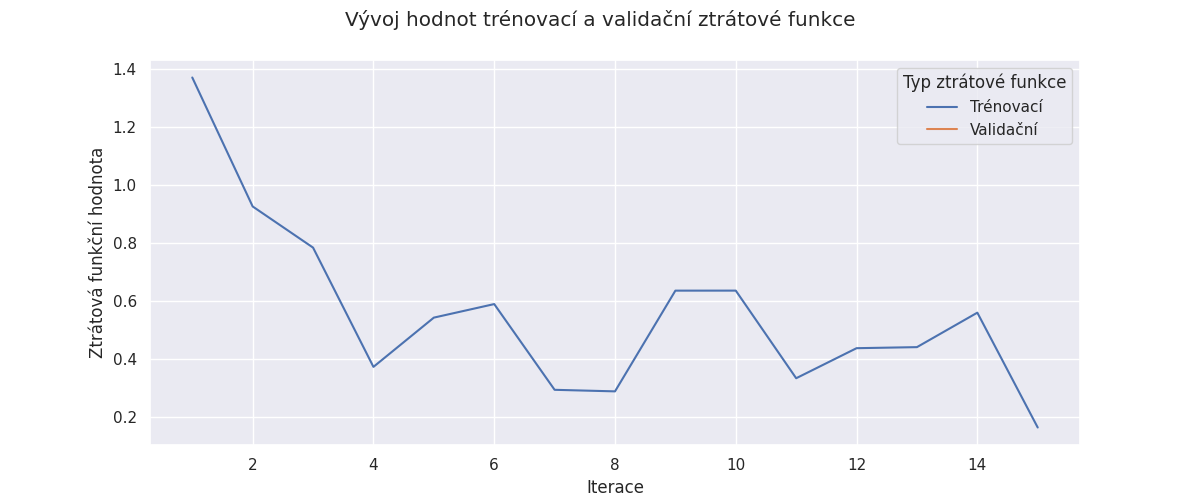 Vývoj hodnot trénovací a validační ztrátové funkce
Typ ztrátové funkce
Trénovací
Validační
Ztrátová funkční hodnota
1.4
1.2
1.0
0.8
0.6
0.4
0.2
2 4 6 8 10 12 14
Iterace